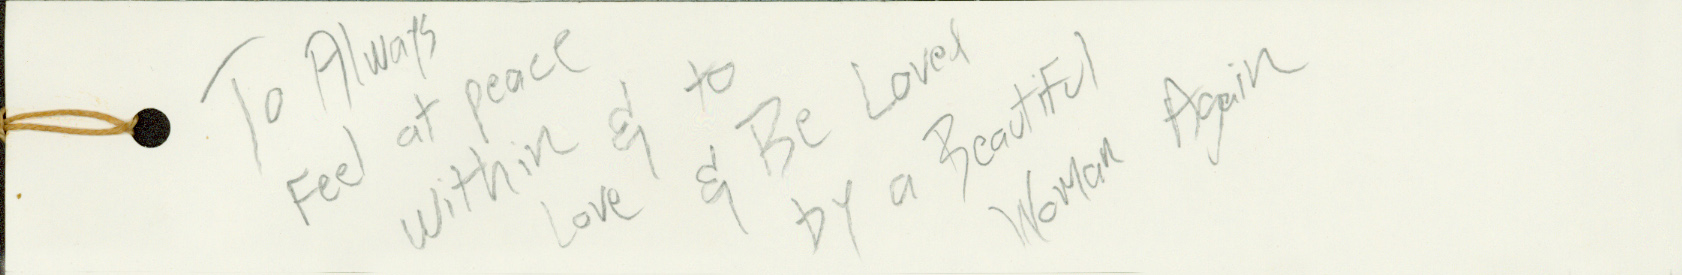 To Always
Feel at peace
within & to
Love & Be Loved
by a Beautiful
Woman Again